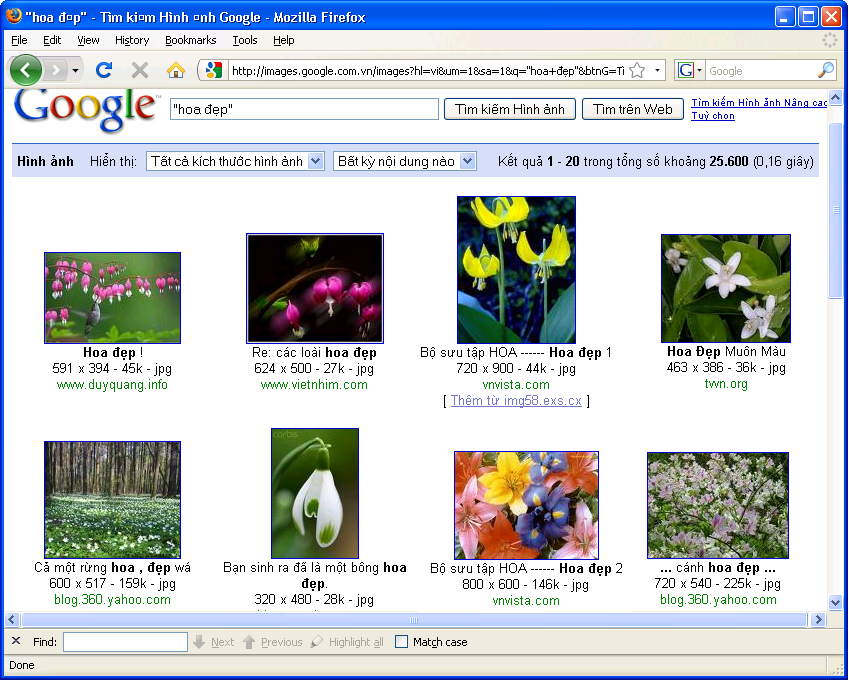 "hoa đ¤p" - Tìm ki¤m Hình ¤nh Google - Mozilla Firefox
File Edit View History Bookmarks Tools Help
http://images.google.com.vn/images?hl=vi&um=1&sa=1&q="hoa+đẹp"&btnG=Tì
G Google
Google™ "hoa đẹp" Tìm kiếm Hình ảnh Tìm trên Web
Tìm kiếm Hình ảnh Nâng cao
Tuỳ chọn
Hình ảnh Hiển thị: Tất cả kích thước hình ảnh Bất kỳ nội dung nào Kết quả 1 - 20 trong tổng số khoảng 25.600 (0,16 giây)
Hoa đẹp !
591 x 394 - 45k - jpg
www.duyquang.info
Re: các loài hoa đẹp
624 x 500 - 27k - jpg
www.vietnhim.com
Bộ sưu tập HOA ------ Hoa đẹp 1
720 x 900 - 44k - jpg
vnvista.com
[ Thêm từ img58.exs.cx ]
Hoa Đẹp Muôn Màu
463 x 386 - 36k - jpg
twn.org
Cả một rừng hoa , đẹp wá
600 x 517 - 159k - jpg
blog.360.yahoo.com
corbis.
Bạn sinh ra đã là một bông hoa
đẹp.
320 x 480 - 28k - jpg
Bộ sưu tập HOA ------ Hoa đẹp 2
800 x 600 - 146k - jpg
vnvista.com
... cánh hoa đẹp ...
720 x 540 - 225k - jpg
blog.360.yahoo.com
Find: Next Previous Highlight all Match case
Done